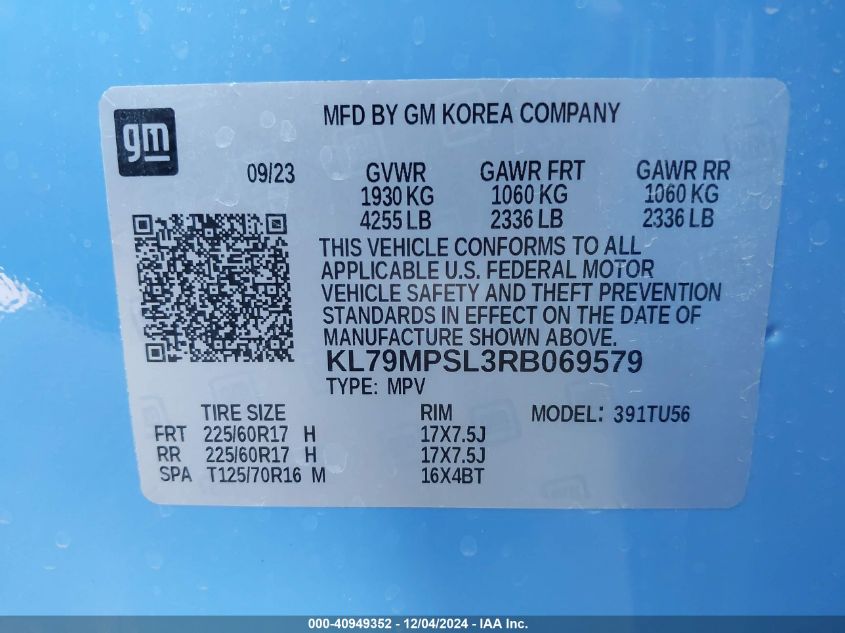 gm
MFD BY GM KOREA COMPANY
09/23 GVWR GAWR FRT GAWR RR
1930 KG 1060 KG 1060 KG
4255 LB 2336 LB 2336 LB
THIS VEHICLE CONFORMS TO ALL
APPLICABLE U.S. FEDERAL MOTOR
VEHICLE SAFETY AND THEFT PREVENTION
STANDARDS IN EFFECT ON THE DATE OF
MANUFACTURE SHOWN ABOVE.
KL79MPSL3RB069579
TYPE: MPV
TIRE SIZE RIM MODEL: 391TU56
FRT 225/60R17 H 17X7.5J
RR 225/60R17 H 17X7.5J
SPA T125/70R16 M 16X4BT
000-40949352 - 12/04/2024 - IAA Inc.